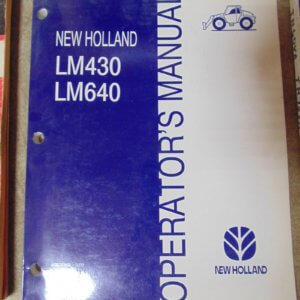 NEW HOLLAND
LM430
LM640
OPERATOR'S MANUAL
NEW HOLLAND